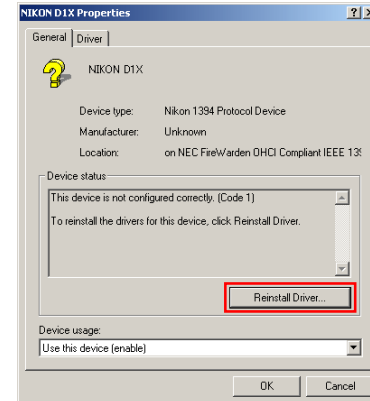 NIKON D1X Properties
General Driver
NIKON D1X
Device type: Nikon 1394 Protocol Device
Manufacturer: Unknown
Location: on NEC FireWarden OHCI Compliant IEEE
Device status
This device is not configured correctly. (Code 1)
To reinstall the drivers for this device, click Reinstall Driver.
Reinstall Driver...
Device usage:
Use this device (enable)
OK Cancel